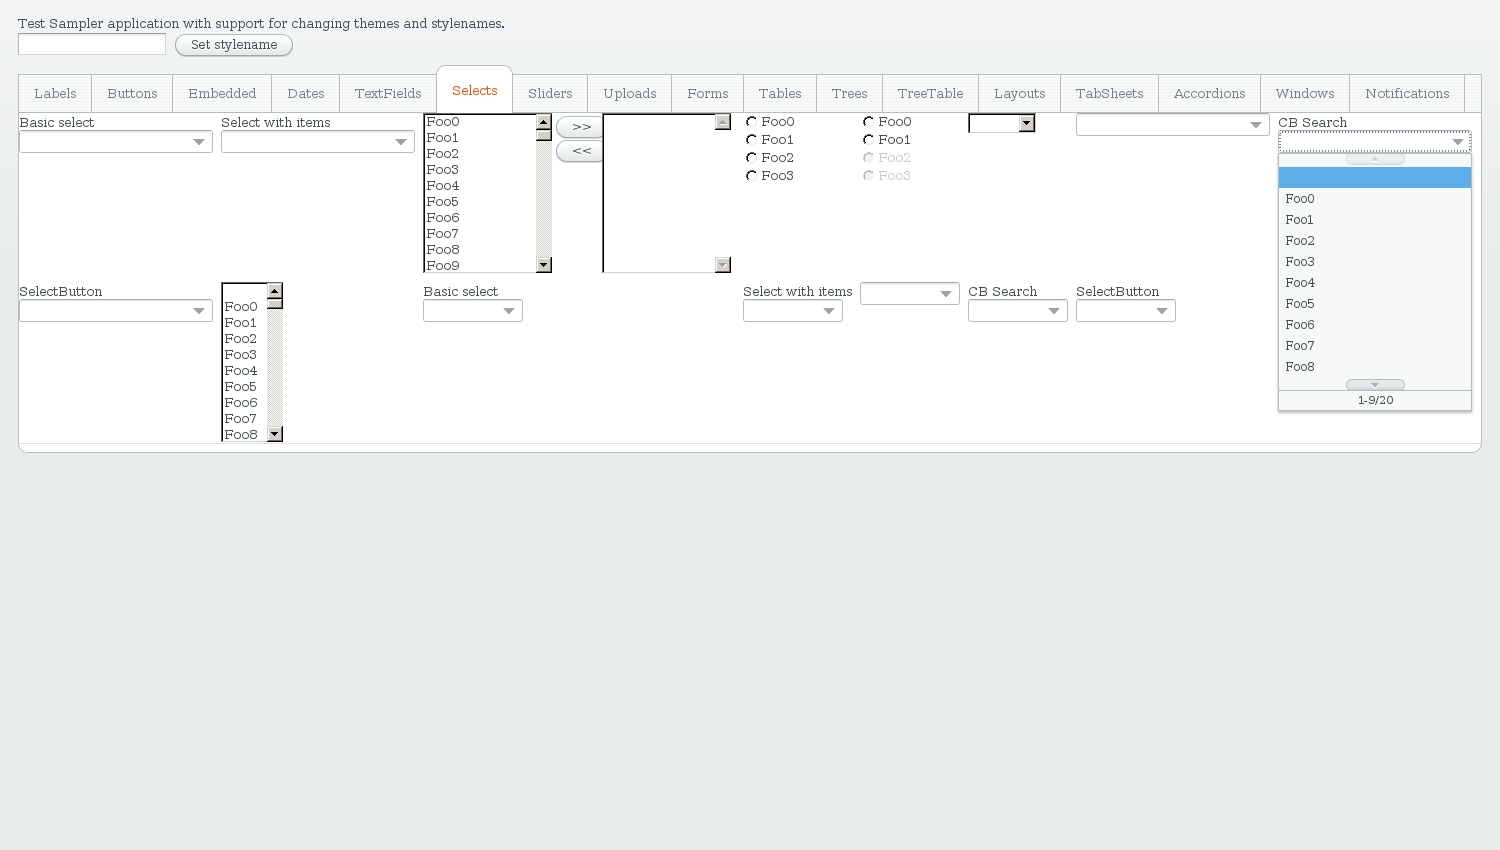 Test Sampler application with support for changing themes and stylenames.
Set stylename
Labels Buttons Embedded Dates TextFields Selects Sliders Uploads Forms Tables Trees TreeTable Layouts TabSheets Accordions Windows Notifications
Basic select
Select with items
Foo0
Foo1
Foo2
Foo3
Foo4
Foo5
Foo6
Foo7
Foo8
Foo9
>>
<<
Foo0
Foo1
Foo2
Foo3
Foo0
Foo1
Foo2
Foo3
CB Search
Foo0
Foo1
Foo2
Foo3
Foo4
Foo5
Foo6
Foo7
Foo8
1-9/20
SelectButton
Foo0
Foo1
Foo2
Foo3
Foo4
Foo5
Foo6
Foo7
Foo8
Basic select
Select with items
CB Search
SelectButton